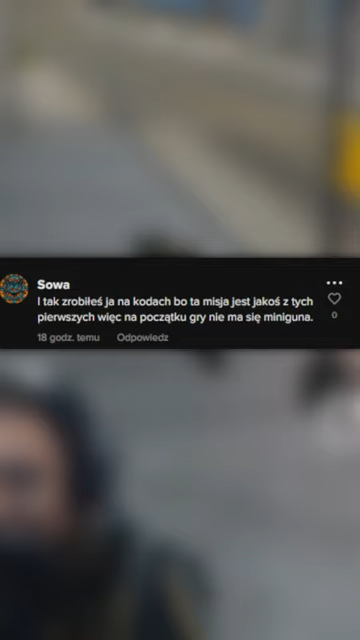 Sowa
I tak zrobiłeś ja na kodach bo ta misja jest jakoś z tych
pierwszych więc na początku gry nie ma się miniguna.
0
18 godz. temu Odpowiedz